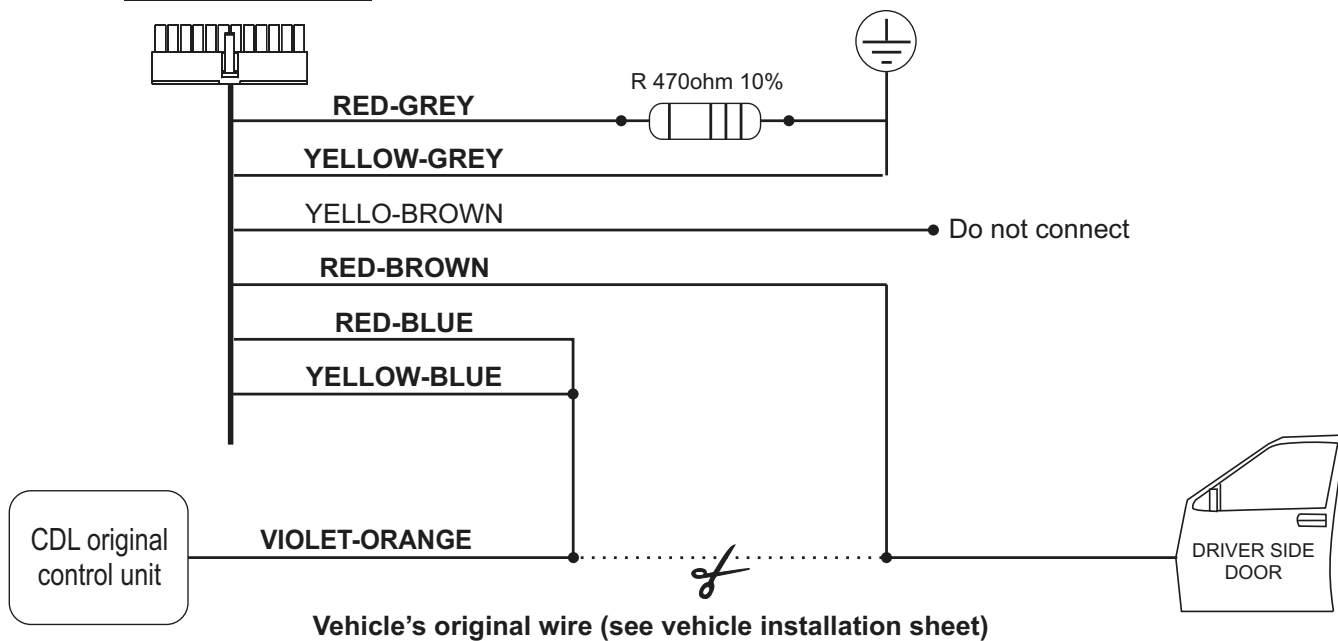 R 470ohm 10%
RED-GREY
YELLOW-GREY
YELLO-BROWN
Do not connect
RED-BROWN
RED-BLUE
YELLOW-BLUE
CDL original
control unit
VIOLET-ORANGE
DRIVER SIDE
DOOR
Vehicle's original wire (see vehicle installation sheet)